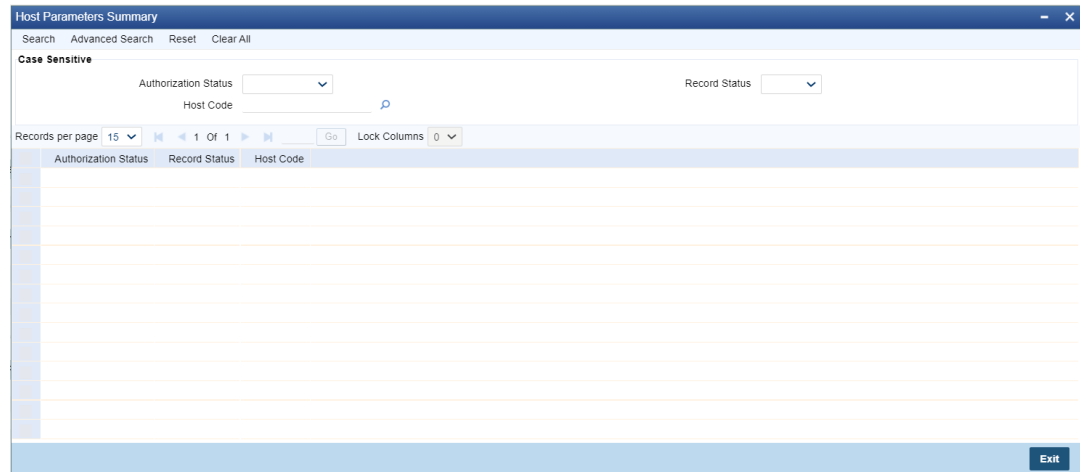 Host Parameters Summary
Search Advanced Search Reset Clear All
Case Sensitive
Authorization Status Record Status
Host Code
Records per page 15 1 Of 1 Go Lock Columns 0
Authorization Status Record Status Host Code
Exit